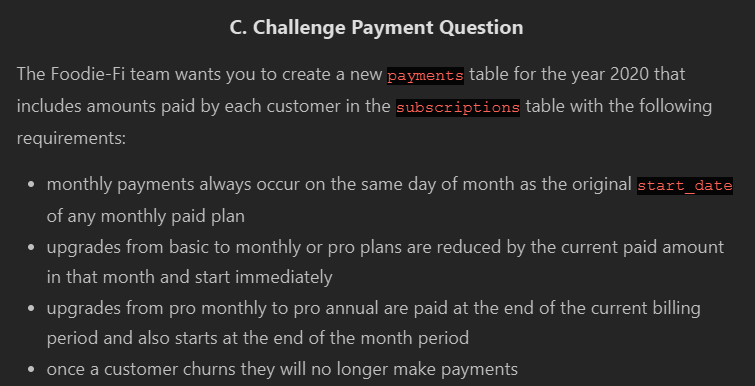 C. Challenge Payment Question
The Foodie-Fi team wants you to create a new payments table for the year 2020 that
includes amounts paid by each customer in the subscriptions table with the following
requirements:
• monthly payments always occur on the same day of month as the original start_date
of any monthly paid plan
• upgrades from basic to monthly or pro plans are reduced by the current paid amount
in that month and start immediately
• upgrades from pro monthly to pro annual are paid at the end of the current billing
period and also starts at the end of the month period
• once a customer churns they will no longer make payments